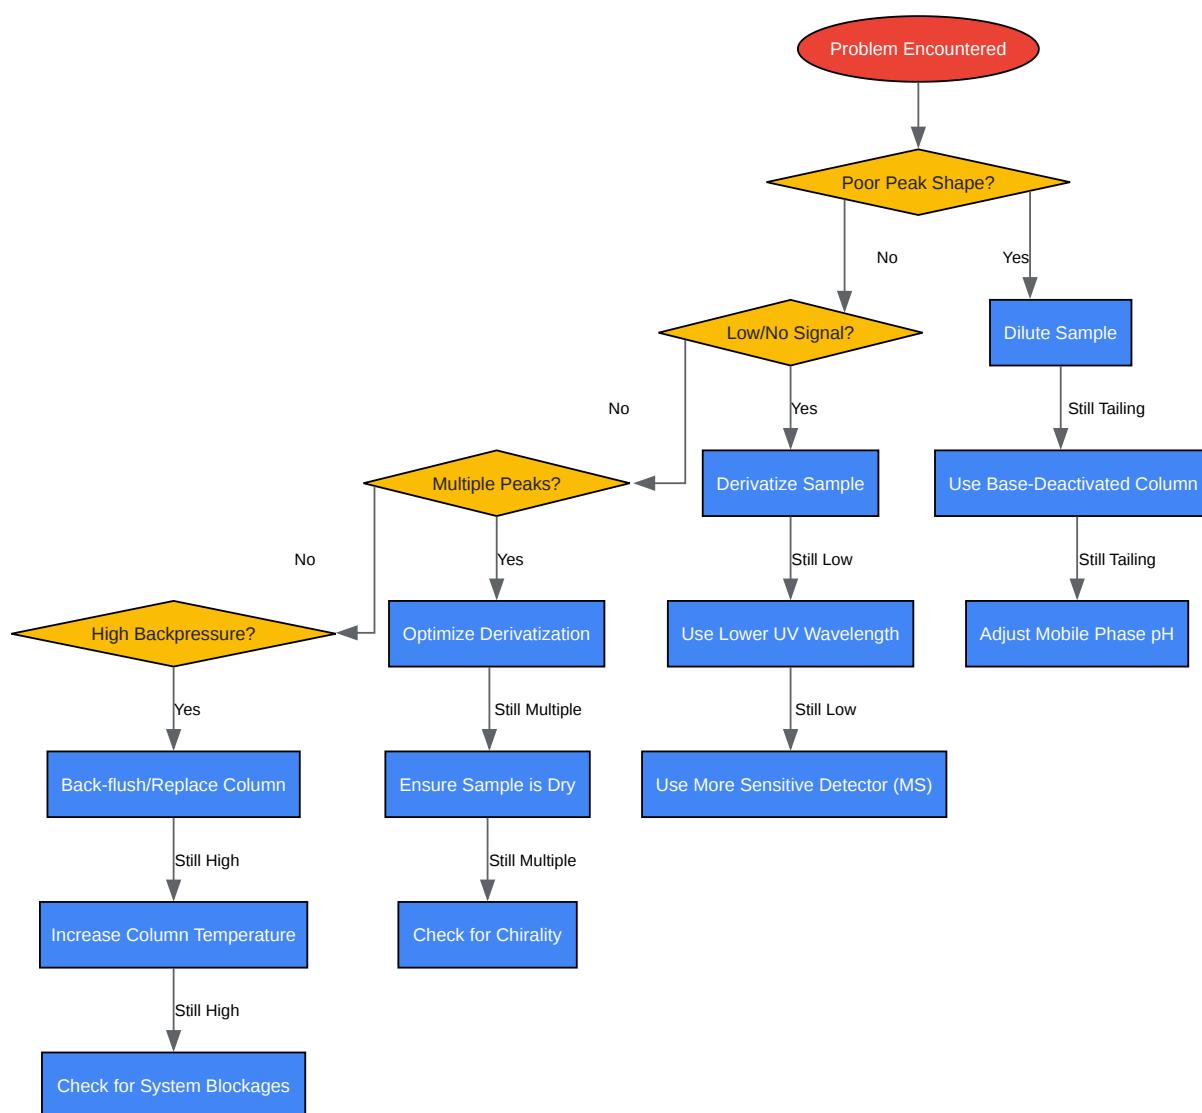 Problem Encountered
Poor Peak Shape?
No
Yes
Low/No Signal?
Dilute Sample
No
Yes
Still Tailing
Multiple Peaks?
Derivatize Sample
Use Base-Deactivated Column
No
Yes
Still Low
Still Tailing
High Backpressure?
Optimize Derivatization
Use Lower UV Wavelength
Adjust Mobile Phase pH
Yes
Still Multiple
Still Low
Back-flush/Replace Column
Ensure Sample is Dry
Use More Sensitive Detector (MS)
Still High
Still Multiple
Increase Column Temperature
Check for Chirality
Still High
Check for System Blockages